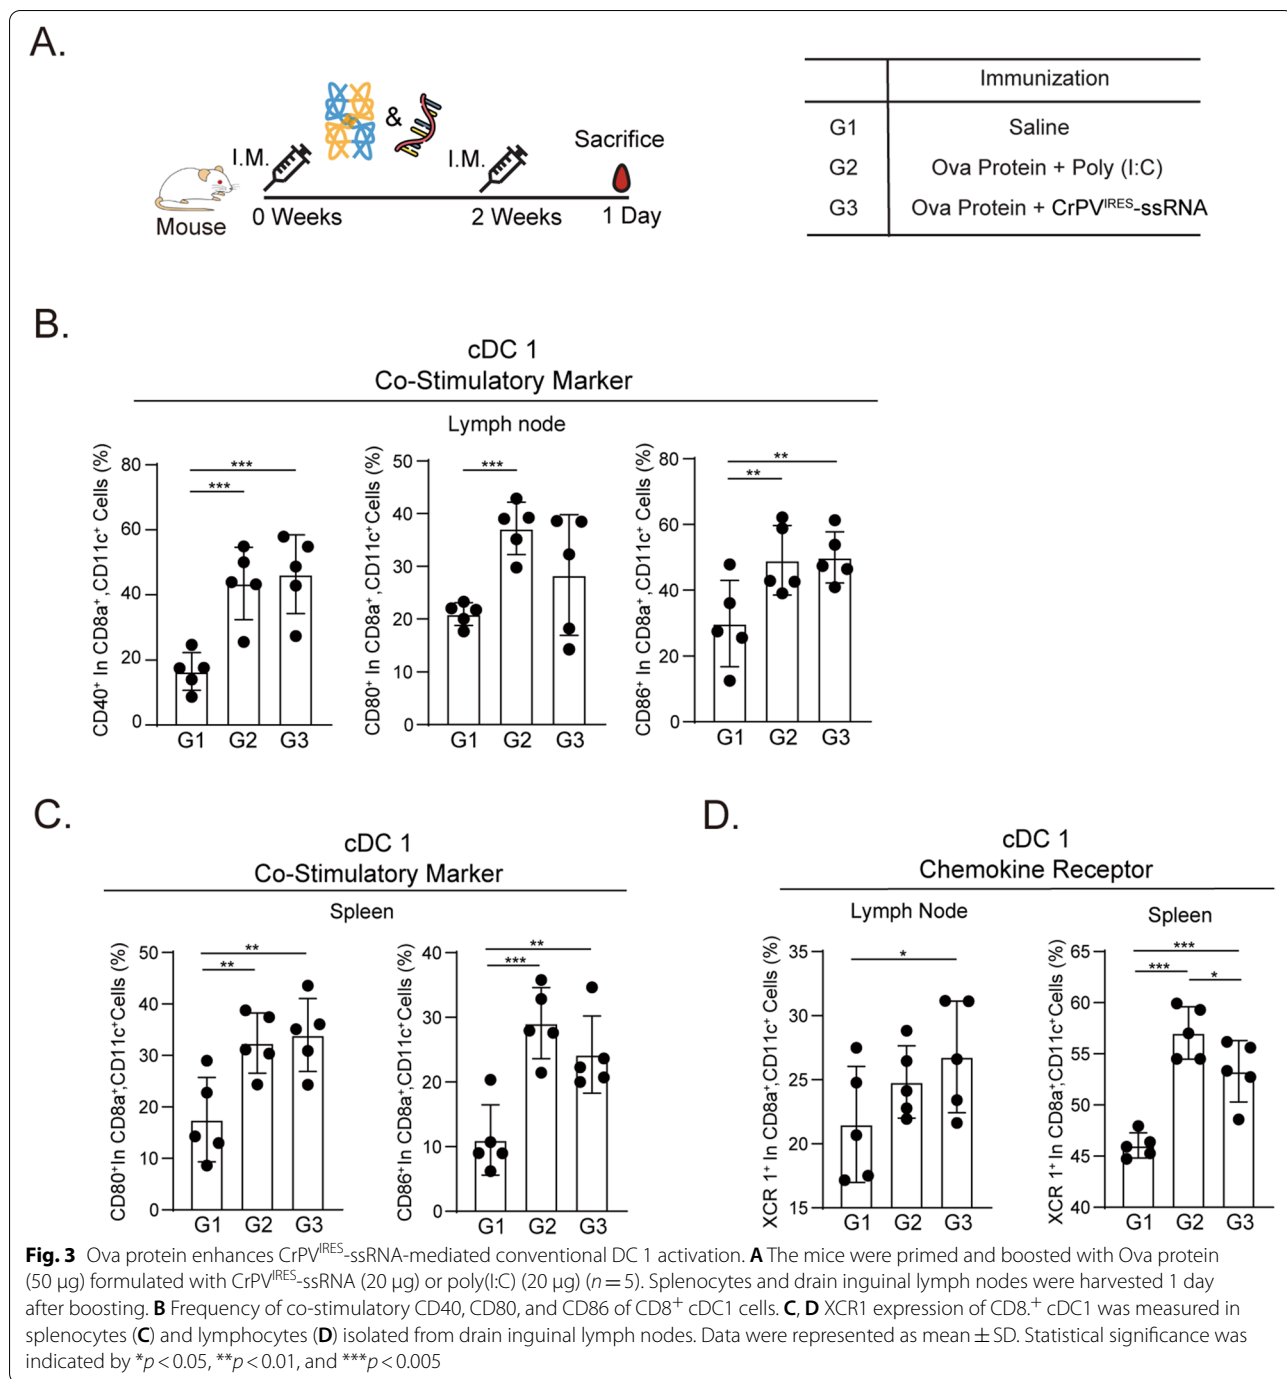 A.
I.M.
&
I.M.
Sacrifice
Mouse
0 Weeks
2 Weeks
1 Day
Immunization
G1 Saline
G2 Ova Protein + Poly (I:C)
G3 Ova Protein + CrPV^IRES-ssRNA
B.
cDC 1
Co-Stimulatory Marker
Lymph node
CD40⁺ In CD8a⁺,CD11c⁺ Cells (%)
80
60
40
20
0
***
***
G1 G2 G3
CD80⁺ In CD8a⁺,CD11c⁺Cells (%)
50
40
30
20
10
0
***
G1 G2 G3
CD86⁺ In CD8a⁺,CD11c⁺ Cells (%)
80
60
40
20
0
**
**
G1 G2 G3
C.
cDC 1
Co-Stimulatory Marker
Spleen
CD80⁺In CD8a⁺,CD11c⁺Cells (%)
50
40
30
20
10
0
**
**
G1 G2 G3
CD86⁺ In CD8a⁺,CD11c⁺Cells (%)
40
30
20
10
0
**
***
G1 G2 G3
D.
cDC 1
Chemokine Receptor
Lymph Node
XCR 1⁺ In CD8a⁺,CD11c⁺ Cells (%)
35
30
25
20
15
*
G1 G2 G3
Spleen
XCR 1⁺ In CD8a⁺,CD11c⁺ Cells (%)
65
60
55
50
45
40
***
***
*
G1 G2 G3
Fig. 3 Ova protein enhances CrPV^IRES-ssRNA-mediated conventional DC 1 activation. A The mice were primed and boosted with Ova protein
(50 μg) formulated with CrPV^IRES-ssRNA (20 μg) or poly(I:C) (20 μg) (n = 5). Splenocytes and drain inguinal lymph nodes were harvested 1 day
after boosting. B Frequency of co-stimulatory CD40, CD80, and CD86 of CD8⁺ cDC1 cells. C, D XCR1 expression of CD8.⁺ cDC1 was measured in
splenocytes (C) and lymphocytes (D) isolated from drain inguinal lymph nodes. Data were represented as mean ± SD. Statistical significance was
indicated by *p < 0.05, **p < 0.01, and ***p < 0.005